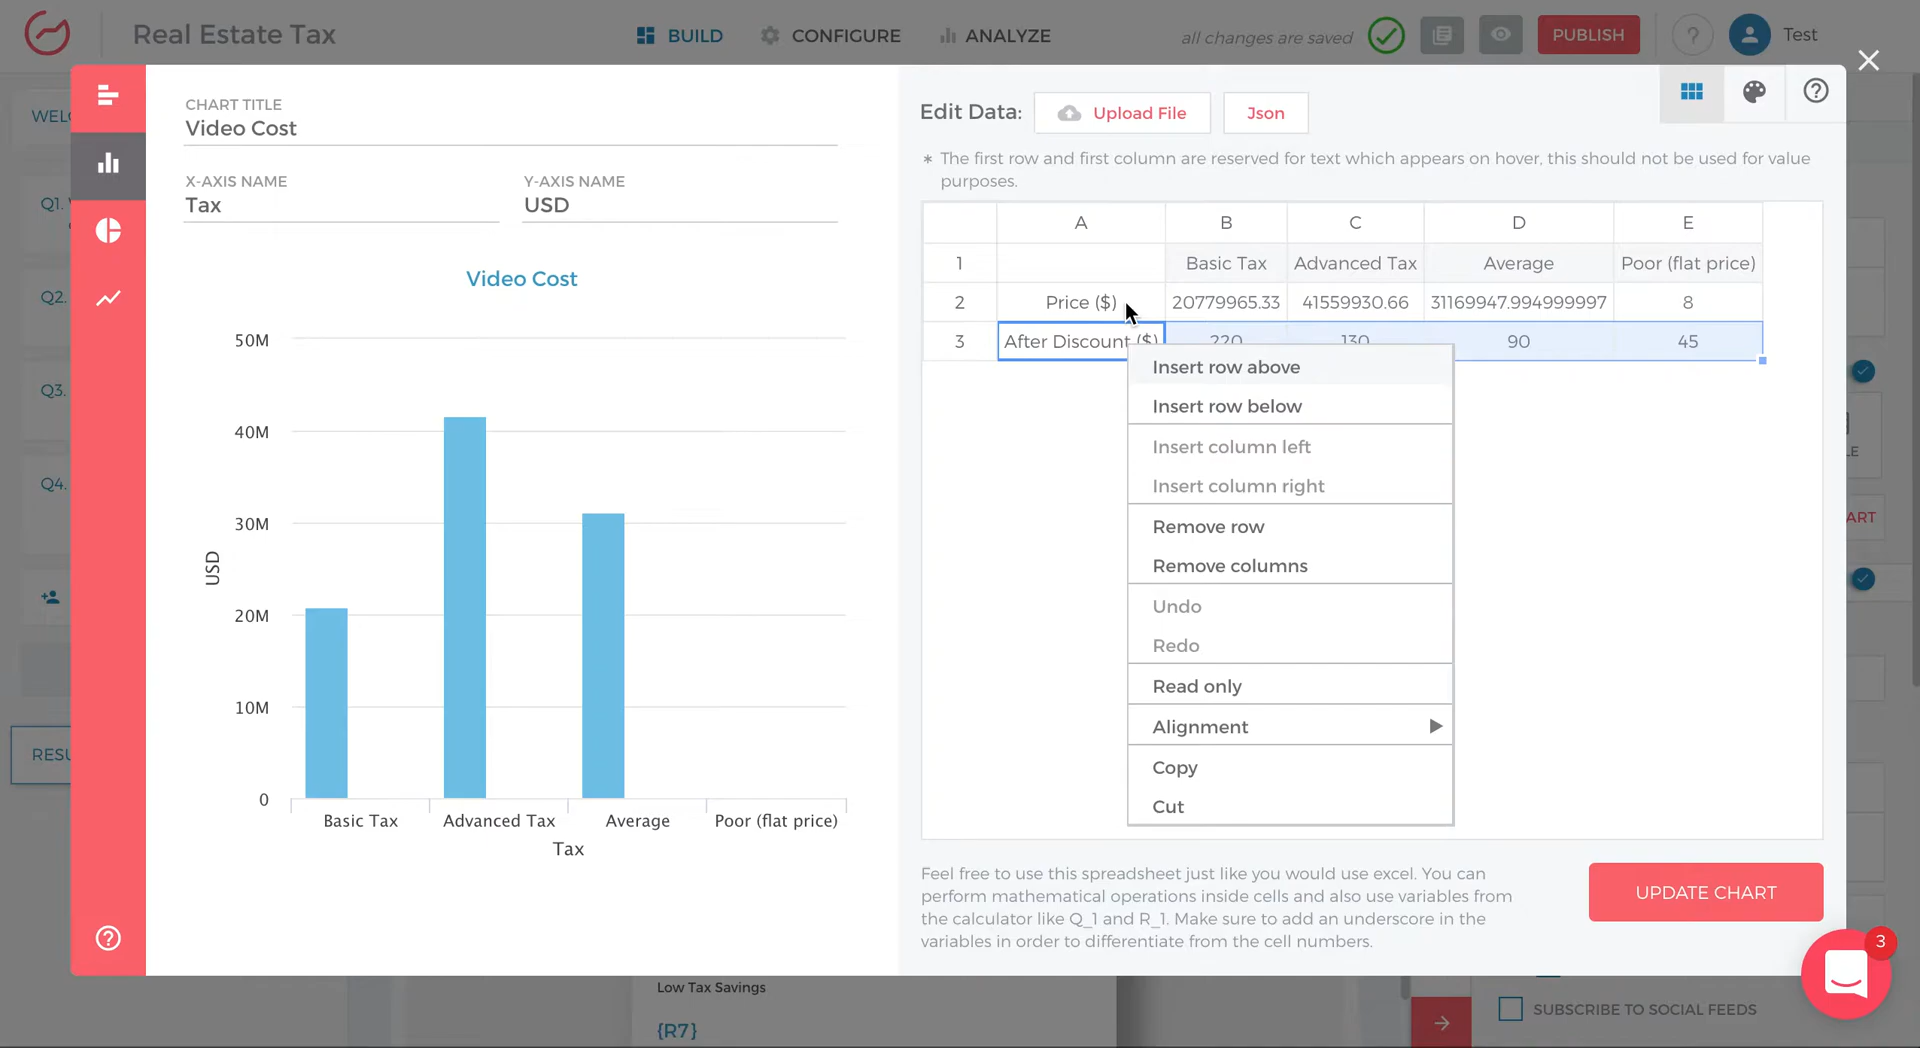 Real Estate Tax
BUILD
CONFIGURE
ANALYZE
all changes are saved
PUBLISH
?
Test
WELC
Q1.
Q2.
Q3.
Q4.
RESU
CHART TITLE
Video Cost
X-AXIS NAME
Tax
Y-AXIS NAME
USD
Video Cost
50M
40M
30M
20M
10M
0
USD
Basic Tax
Advanced Tax
Average
Poor (flat price)
Tax
Edit Data:
Upload File
Json
* The first row and first column are reserved for text which appears on hover, this should not be used for value
purposes.
A B C D E
1 Basic Tax Advanced Tax Average Poor (flat price)
2 Price ($) 20779965.33 41559930.66 31169947.994999997 8
3 After Discount ($) 220 130 90 45
Insert row above
Insert row below
Insert column left
Insert column right
Remove row
Remove columns
Undo
Redo
Read only
Alignment
Copy
Cut
Feel free to use this spreadsheet just like you would use excel. You can
perform mathematical operations inside cells and also use variables from
the calculator like Q_1 and R_1. Make sure to add an underscore in the
variables in order to differentiate from the cell numbers.
UPDATE CHART
3
LE
ART
Low Tax Savings
{R7}
SUBSCRIBE TO SOCIAL FEEDS